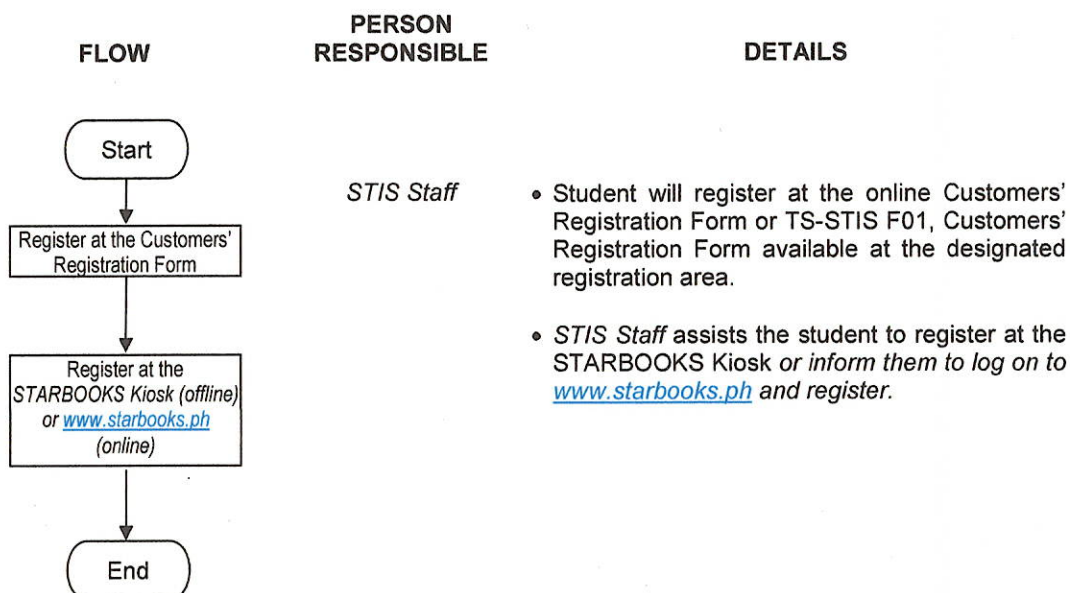 FLOW
PERSON
RESPONSIBLE
DETAILS
Start
Register at the Customers’
Registration Form
Register at the
STARBOOKS Kiosk (offline)
or www.starbooks.ph
(online)
End
STIS Staff
• Student will register at the online Customers’
Registration Form or TS-STIS F01, Customers’
Registration Form available at the designated
registration area.
• STIS Staff assists the student to register at the
STARBOOKS Kiosk or inform them to log on to
www.starbooks.ph and register.